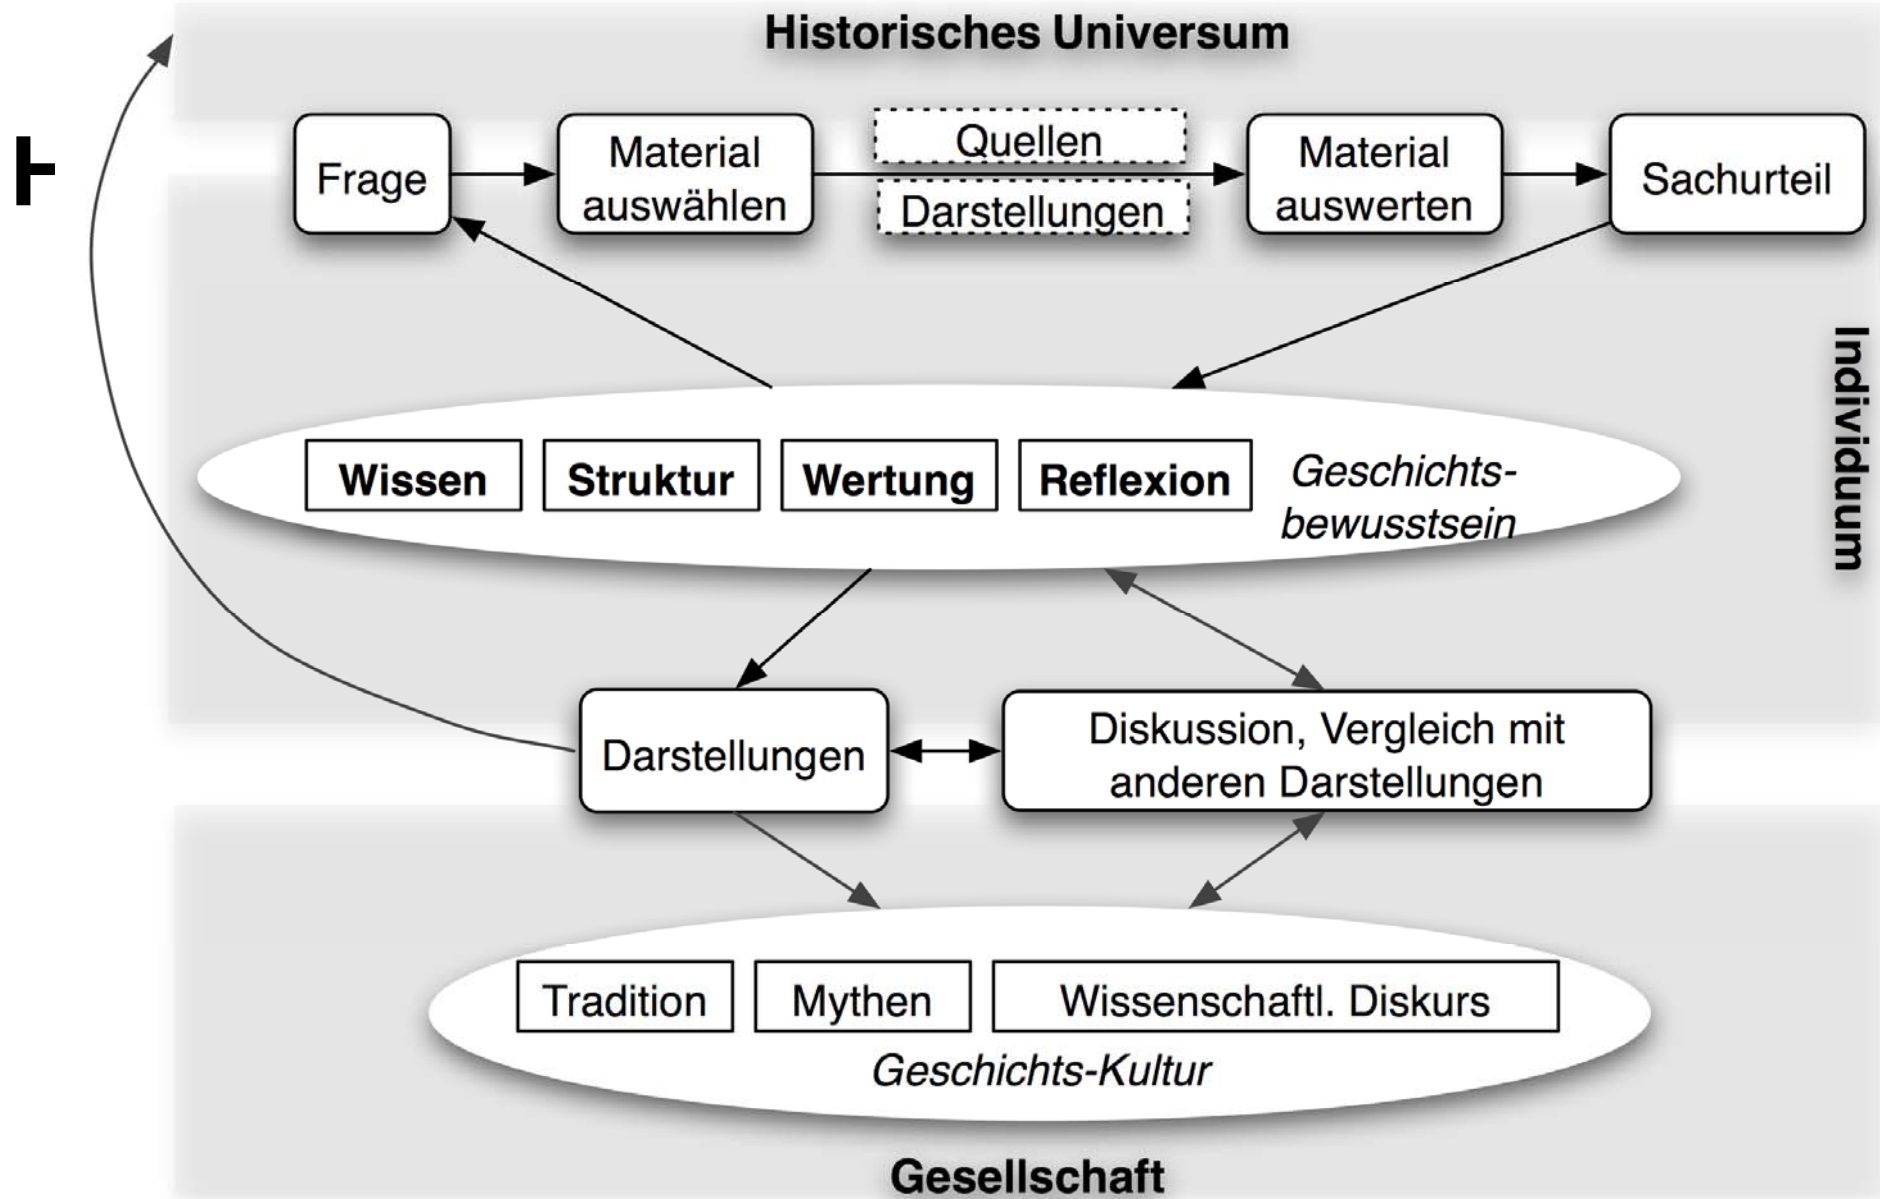 Historisches Universum
Frage
Material
auswählen
Quellen
Darstellungen
Material
auswerten
Sachurteil
Individuum
Wissen
Struktur
Wertung
Reflexion
Geschichts-
bewusstsein
Darstellungen
Diskussion, Vergleich mit
anderen Darstellungen
Tradition
Mythen
Wissenschaftl. Diskurs
Geschichts-Kultur
Gesellschaft